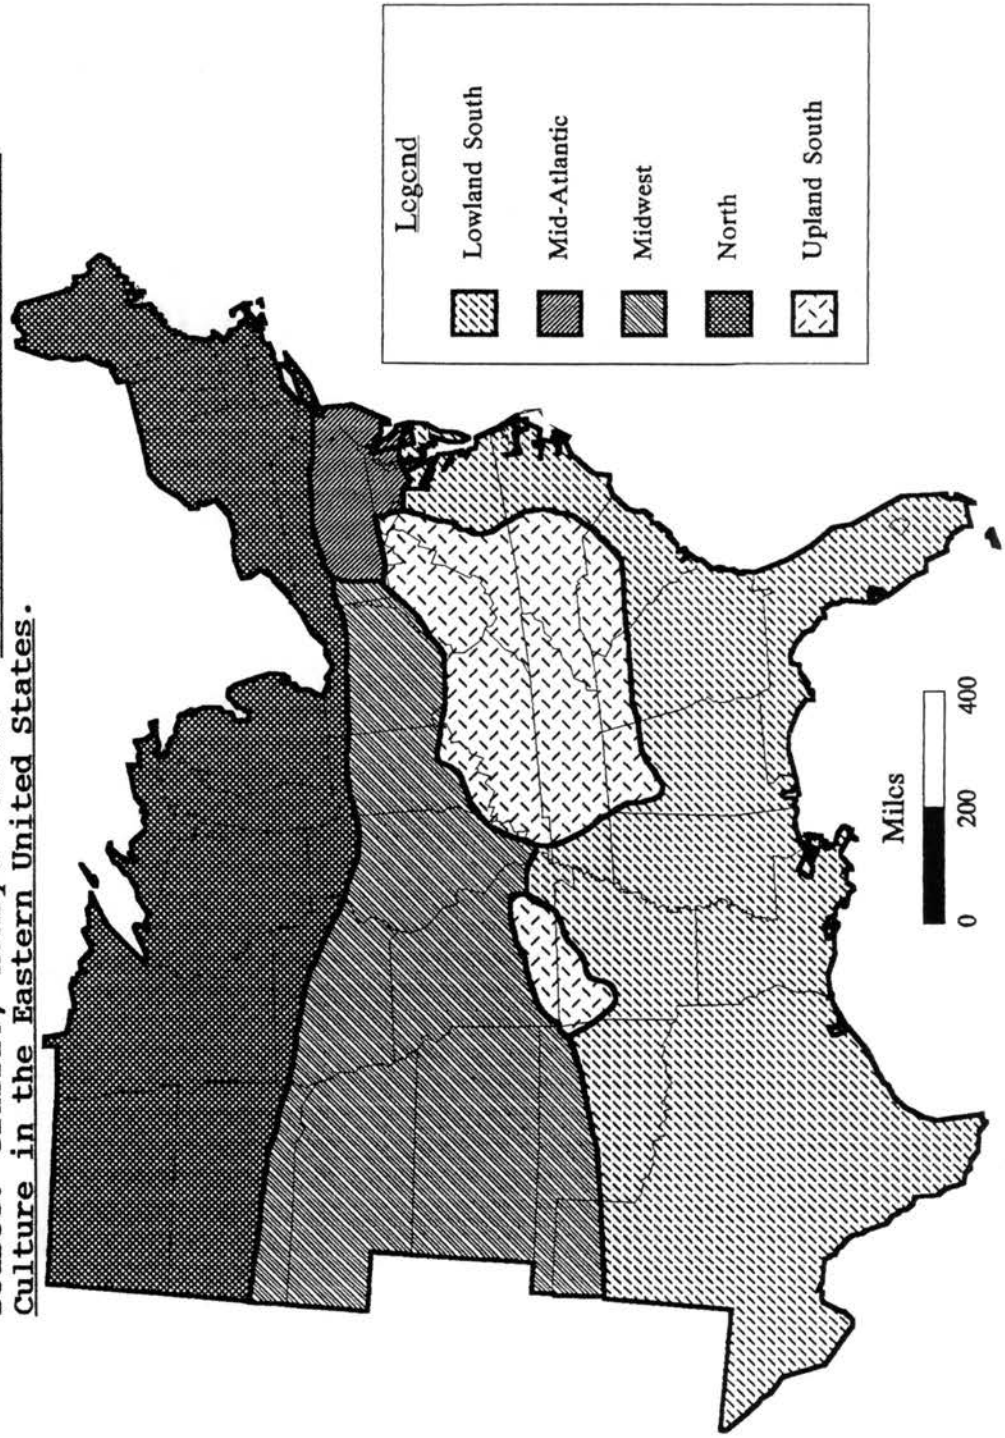 Culture in the Eastern United States.
Legend
Lowland South
Mid-Atlantic
Midwest
North
Upland South
Miles
0 200 400